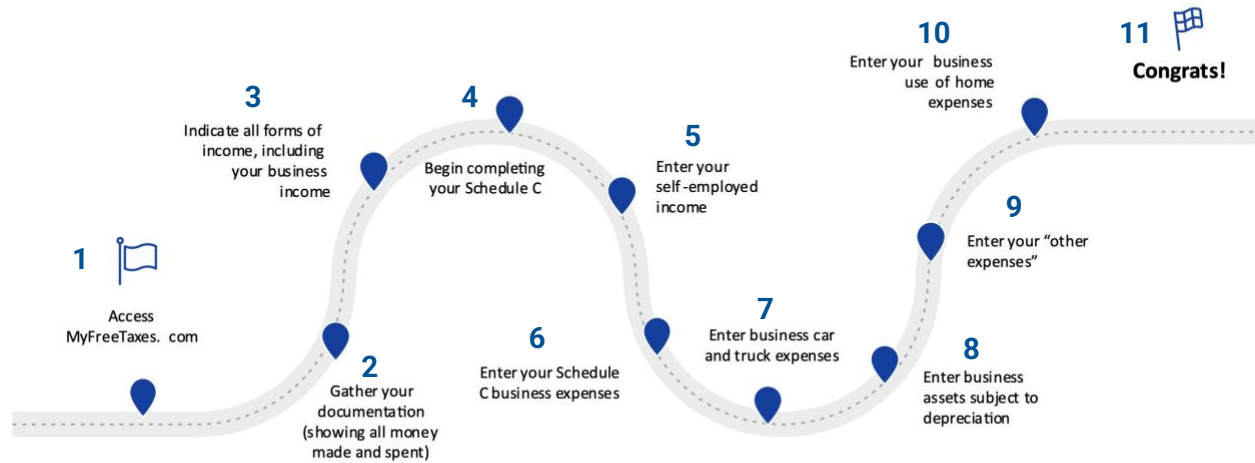 1
Access
MyFreeTaxes. com
2
Gather your
documentation
(showing all money
made and spent)
3
Indicate all forms of
income, including
your business
income
4
Begin completing
your Schedule C
5
Enter your
self-employed
income
6
Enter your Schedule
C business expenses
7
Enter business car
and truck expenses
8
Enter business
assets subject to
depreciation
9
Enter your “other
expenses”
10
Enter your business
use of home
expenses
11
Congrats!